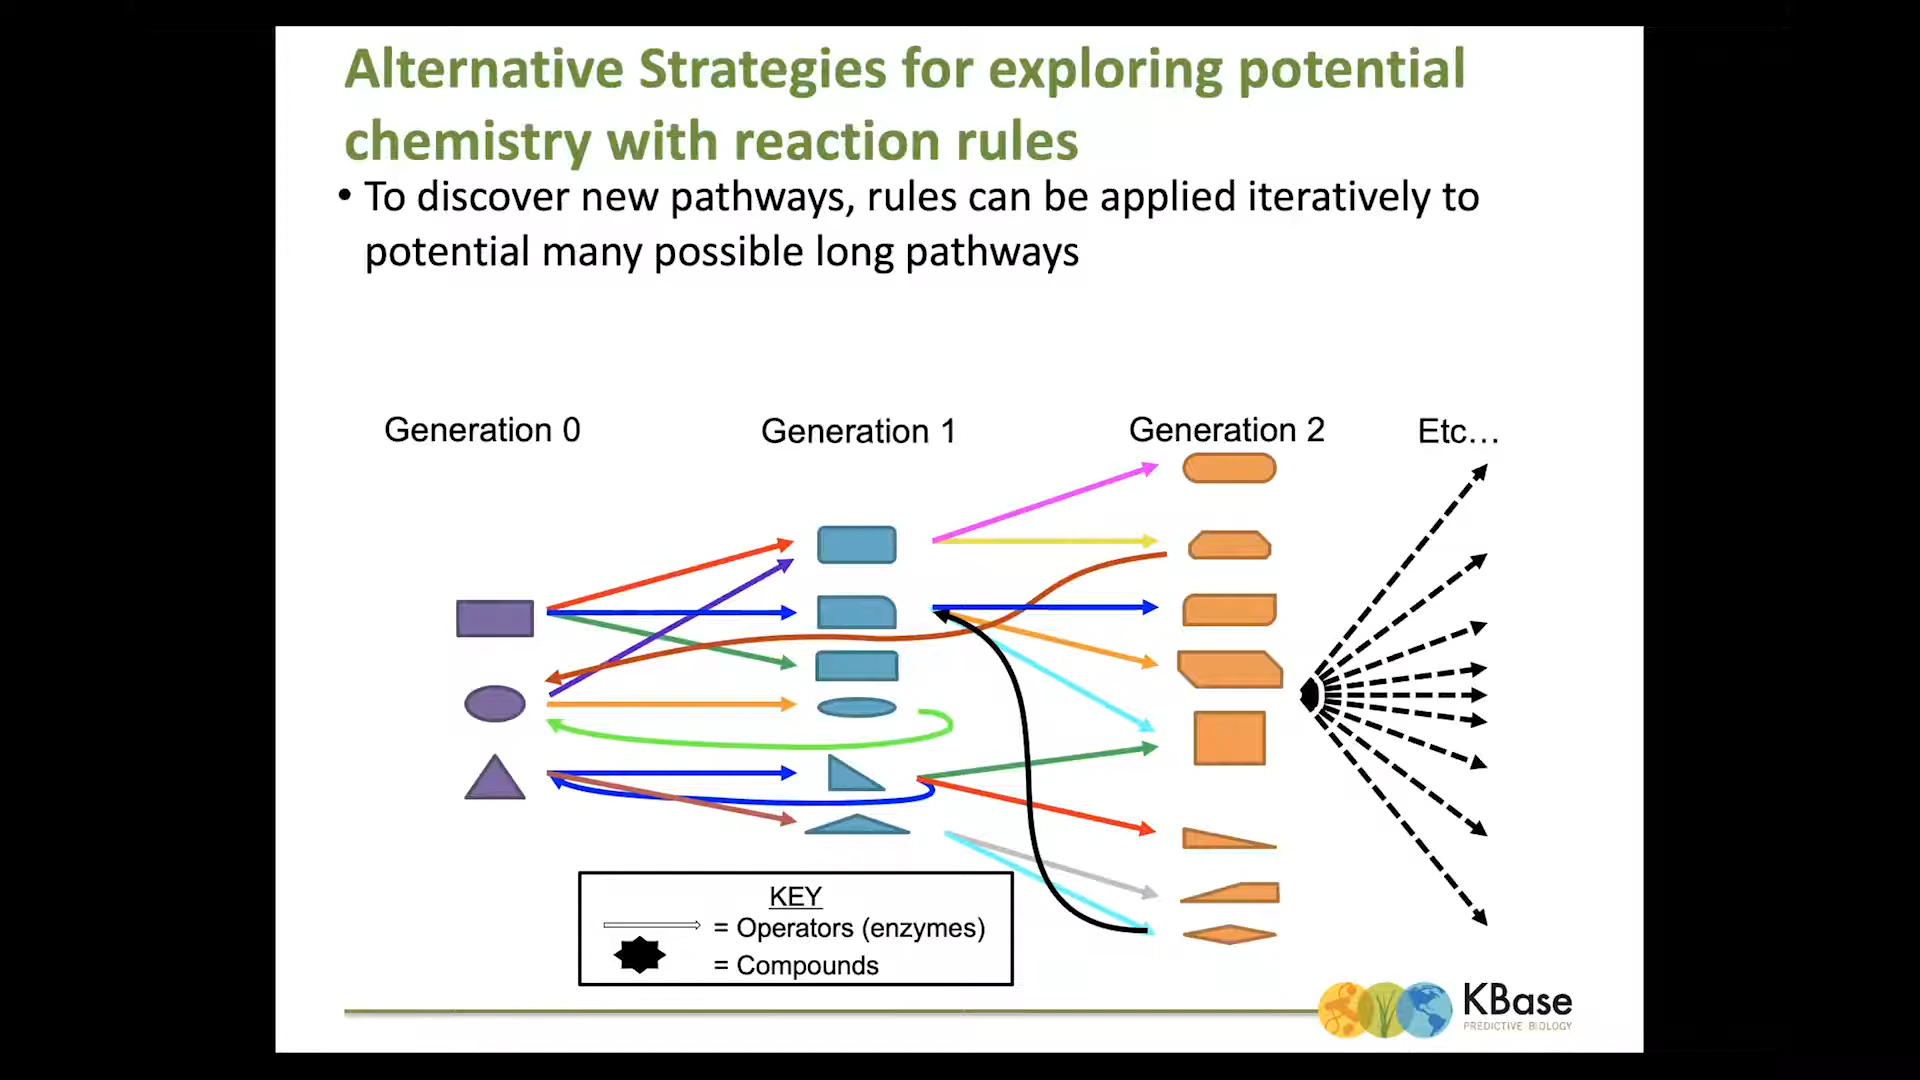 Alternative Strategies for exploring potential
chemistry with reaction rules
• To discover new pathways, rules can be applied iteratively to
potential many possible long pathways
Generation 0
Generation 1
Generation 2
Etc…
KEY
= Operators (enzymes)
= Compounds
KBase
PREDICTIVE BIOLOGY